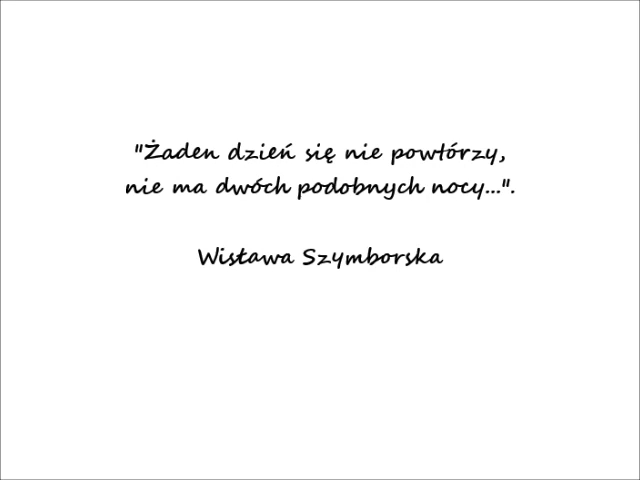 "Żaden dzień się nie powtórzy,
nie ma dwóch podobnych nocy...".
Wisława Szymborska